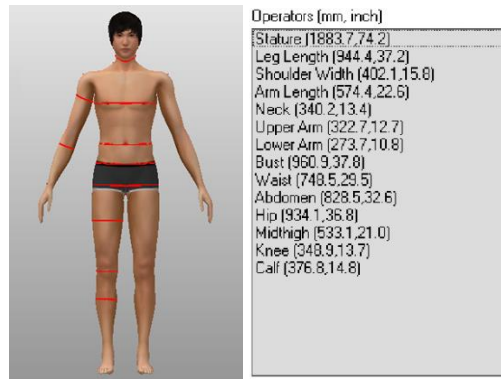 Operators (mm, inch)
Stature (1883.7,74.2)
Leg Length (944.4,37.2)
Shoulder Width (402.1,15.8)
Arm Length (574.4,22.6)
Neck (340.2,13.4)
Upper Arm (322.7,12.7)
Lower Arm (273.7,10.8)
Bust (960.9,37.8)
Waist (748.5,29.5)
Abdomen (828.5,32.6)
Hip (934.1,36.8)
Midthigh (533.1,21.0)
Knee (348.9,13.7)
Calf (376.8,14.8)